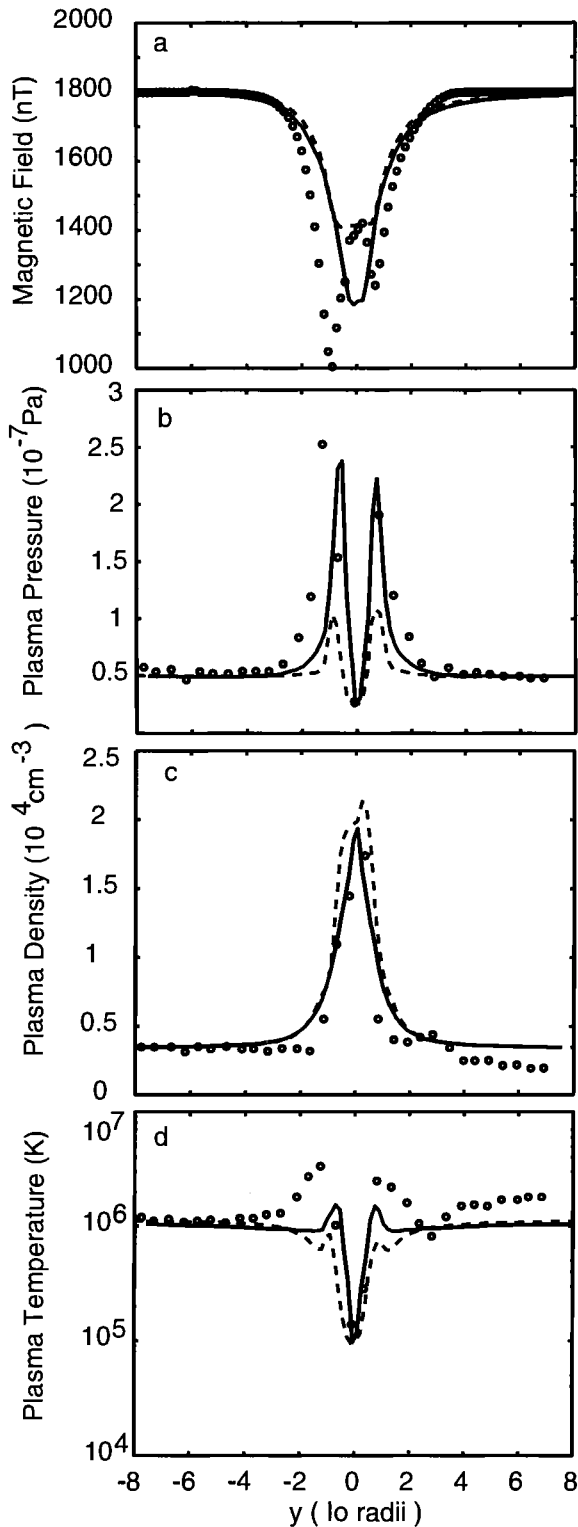 2000
a
1800
1600
1400
1200
1000
Magnetic Field (nT)
3
b
2.5
2
1.5
1
0.5
Plasma Pressure (10⁻⁷Pa)
2.5
c
2
1.5
1
0.5
0
Plasma Density (10⁴cm⁻³)
10⁷
d
10⁶
10⁵
10⁴
Plasma Temperature (K)
-8 -6 -4 -2 0 2 4 6 8
y ( Io radii)